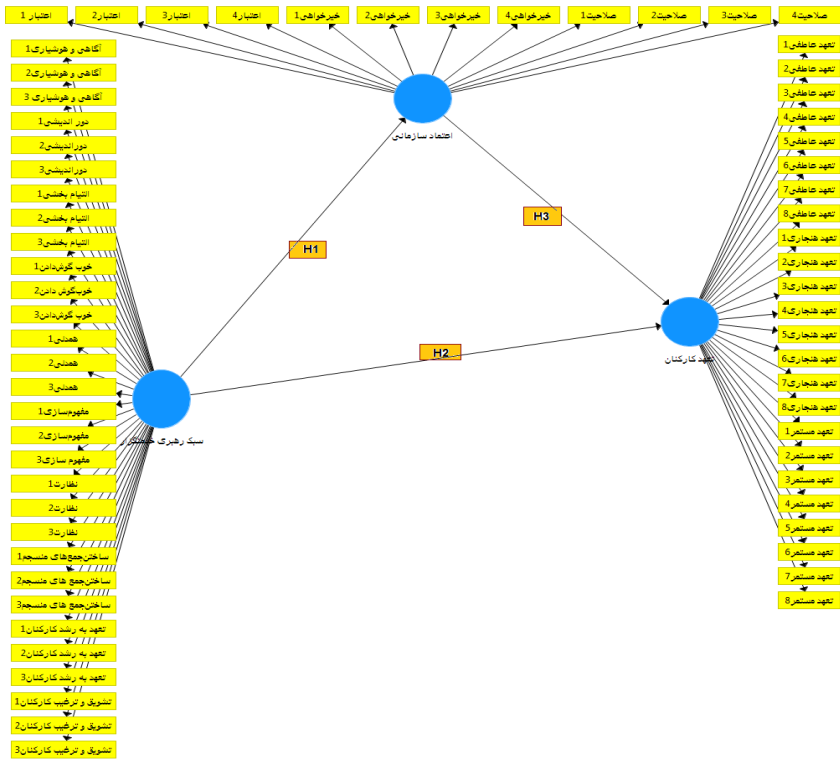 اعتبار 1
اعتبار2
اعتبار3
اعتبار4
خیرخواهی1
خیرخواهی2
خیرخواهی3
خیرخواهی4
صلاحیت1
صلاحیت2
صلاحیت3
صلاحیت4
اعتماد سازمانی
آگاهی و هوشیاری1
آگاهی و هوشیاری2
آگاهی و هوشیاری 3
دور اندیشی1
دوراندیشی2
دوراندیشی3
التیام بخشی1
التیام بخشی2
التیام بخشی3
خوب گوش‌دادن1
خوب‌گوش دادن2
خوب گوش‌دادن3
همدلی1
همدلی2
همدلی3
مفهوم‌سازی1
مفهوم‌سازی2
مفهوم سازی3
نظارت1
نظارت2
نظارت3
ساختن‌جمع‌های منسجم1
ساختن‌جمع های منسجم2
ساختن‌جمع های منسجم3
تعهد به رشد کارکنان1
تعهد به رشد کارکنان2
تعهد به رشد کارکنان3
تشویق و ترغیب کارکنان1
تشویق و ترغیب کارکنان2
تشویق و ترغیب کارکنان3
سبک رهبری خدمتگزار
H1
H2
H3
تعهد کارکنان
تعهد عاطفی1
تعهد عاطفی2
تعهد عاطفی3
تعهد عاطفی4
تعهد عاطفی5
تعهد عاطفی6
تعهد عاطفی7
تعهد عاطفی8
تعهد هنجاری1
تعهد هنجاری2
تعهد هنجاری3
تعهد هنجاری4
تعهد هنجاری5
تعهد هنجاری6
تعهد هنجاری7
تعهد هنجاری8
تعهد مستمر1
تعهد مستمر2
تعهد مستمر3
تعهد مستمر4
تعهد مستمر5
تعهد مستمر6
تعهد مستمر7
تعهد مستمر8